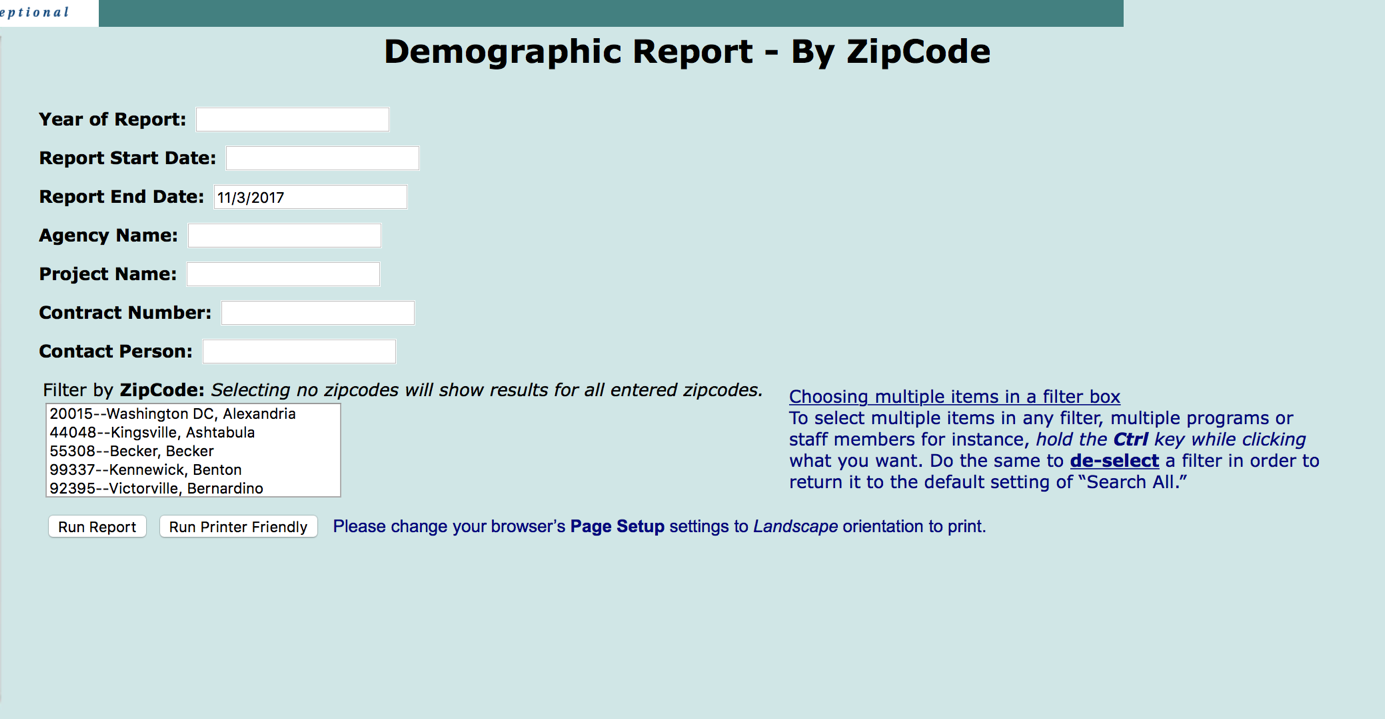 Demographic Report - By ZipCode
Year of Report:
Report Start Date:
Report End Date: 11/3/2017
Agency Name:
Project Name:
Contract Number:
Contact Person:
Filter by ZipCode: Selecting no zipcodes will show results for all entered zipcodes.
20015--Washington DC, Alexandria
44048--Kingsville, Ashtabula
55308--Becker, Becker
99337--Kennewick, Benton
92395--Victorville, Bernardino
Choosing multiple items in a filter box
To select multiple items in any filter, multiple programs or
staff members for instance, hold the Ctrl key while clicking
what you want. Do the same to de-select a filter in order to
return it to the default setting of “Search All.”
Run Report Run Printer Friendly Please change your browser’s Page Setup settings to Landscape orientation to print.